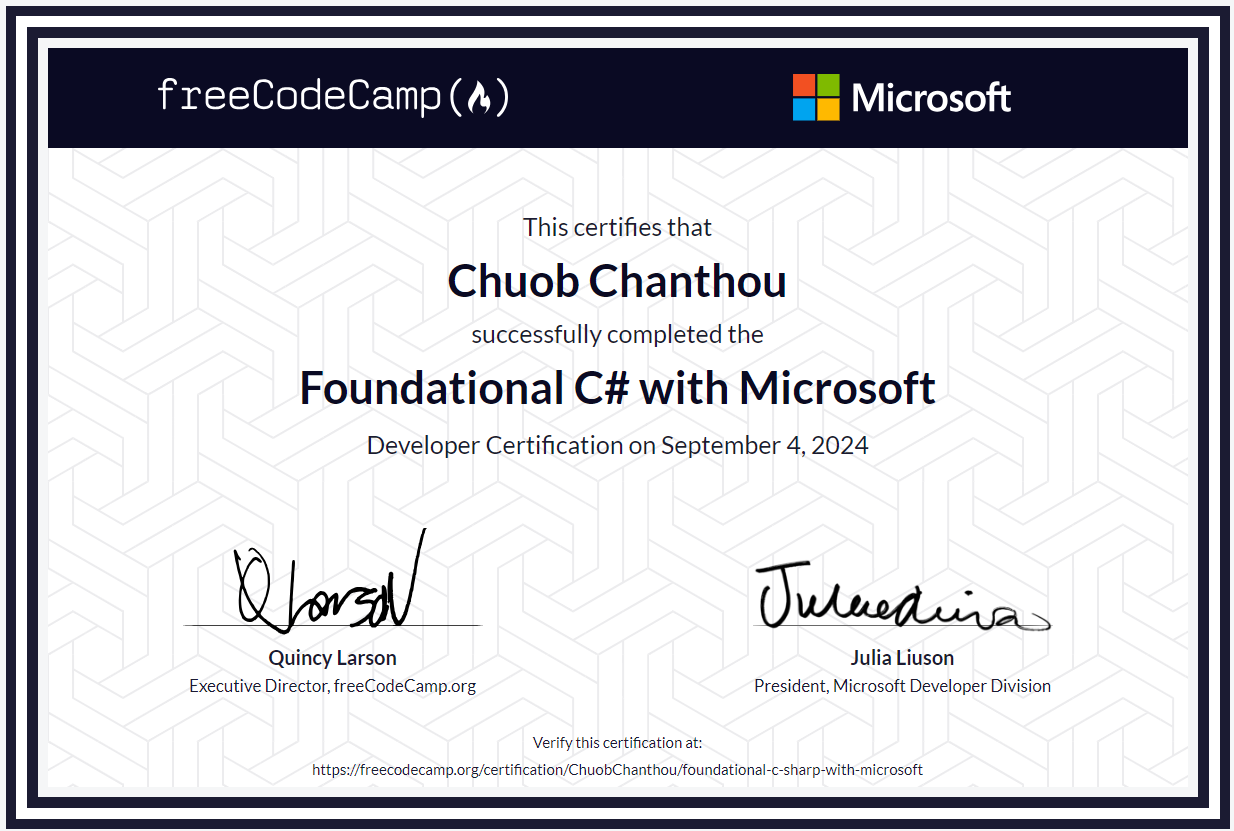 freeCodeCamp(🔥)
Microsoft
This certifies that
Chuob Chanthou
successfully completed the
Foundational C# with Microsoft
Developer Certification on September 4, 2024
QLarson
Quincy Larson
Executive Director, freeCodeCamp.org
Julia Liuson
President, Microsoft Developer Division
Verify this certification at:
https://freecodecamp.org/certification/ChuobChanthou/foundational-c-sharp-with-microsoft